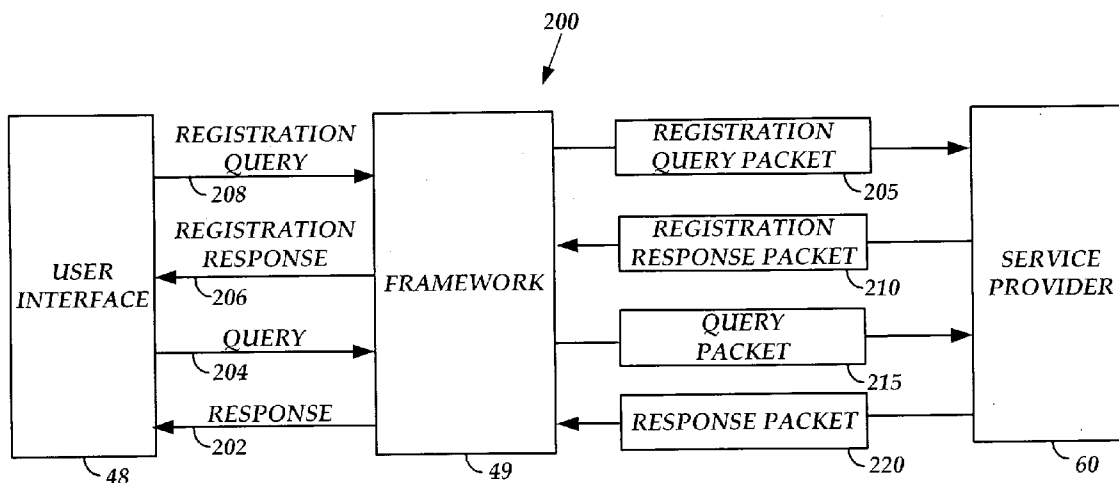 200
REGISTRATION
QUERY
208
REGISTRATION
RESPONSE
206
QUERY
204
RESPONSE
202
USER
INTERFACE
48
FRAMEWORK
49
REGISTRATION
QUERY PACKET
205
REGISTRATION
RESPONSE PACKET
210
QUERY
PACKET
215
RESPONSE PACKET
220
SERVICE
PROVIDER
60